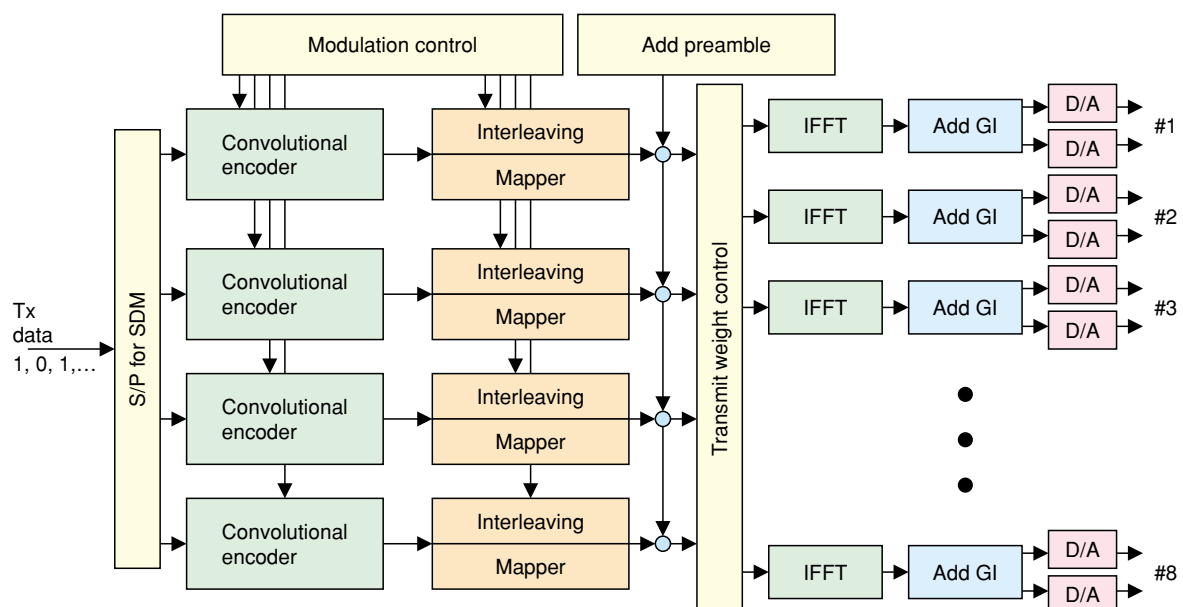 Modulation control
Add preamble
Tx
data
1, 0, 1,…
S/P for SDM
Convolutional
encoder
Interleaving
Mapper
Convolutional
encoder
Interleaving
Mapper
Convolutional
encoder
Interleaving
Mapper
Convolutional
encoder
Interleaving
Mapper
Transmit weight control
IFFT
Add GI
D/A
D/A
#1
IFFT
Add GI
D/A
D/A
#2
IFFT
Add GI
D/A
D/A
#3
IFFT
Add GI
D/A
D/A
#8